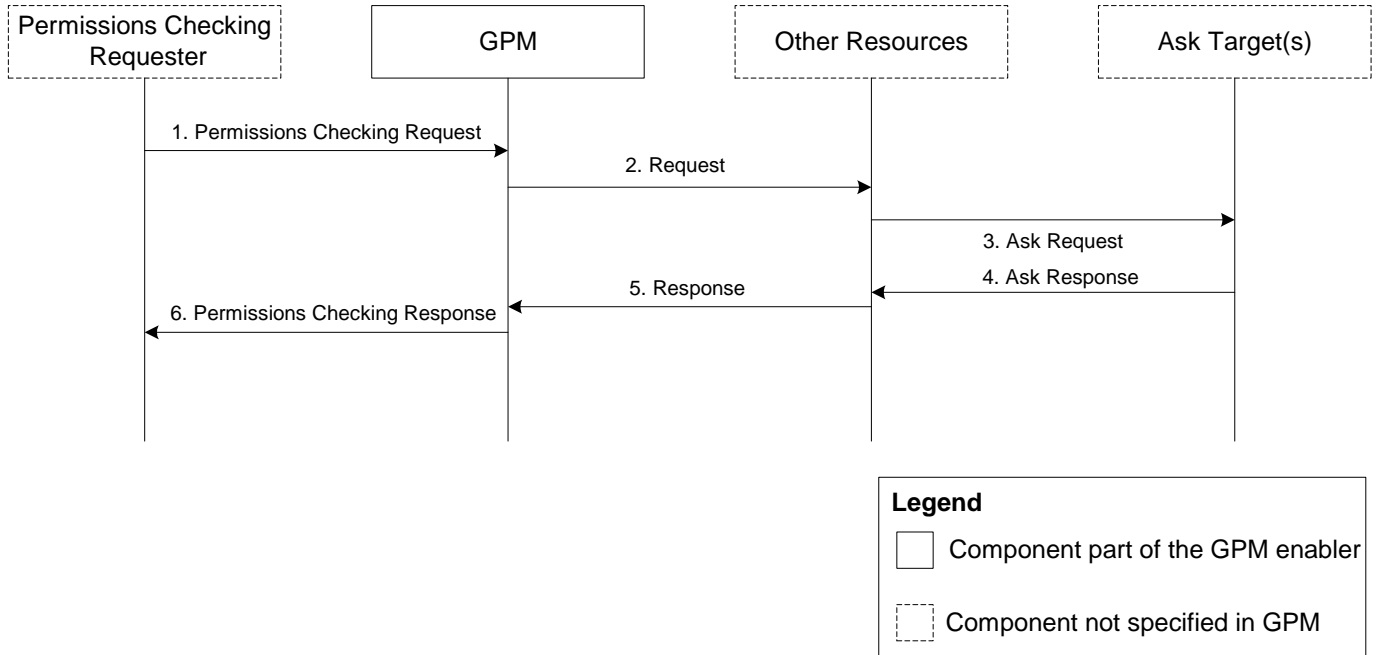 Permissions Checking
Requester
GPM
Other Resources
Ask Target(s)
1. Permissions Checking Request
2. Request
3. Ask Request
4. Ask Response
5. Response
6. Permissions Checking Response
Legend
Component part of the GPM enabler
Component not specified in GPM